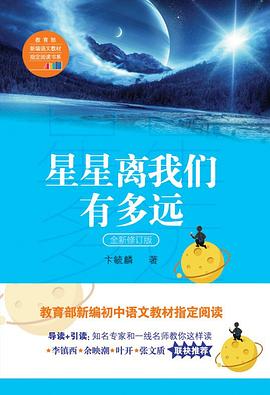 教育部
新编语文教材
指定阅读书系
星星离我们
有多远
全新修订版
卞毓麟 著
教育部新编初中语文教材指定阅读
导读+引读：知名专家和一线名师教你这样读
★李镇西★余映潮★叶开★张文质 联袂推荐